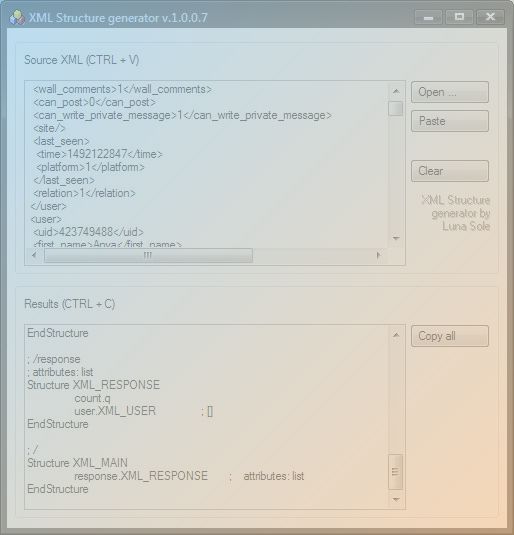 XML Structure generator v.1.0.0.7
Source XML (CTRL + V)
<wall_comments>1</wall_comments>
<can_post>0</can_post>
<can_write_private_message>1</can_write_private_message>
<site/>
<last_seen>
<time>1492122847</time>
<platform>1</platform>
</last_seen>
<relation>1</relation>
</user>
<user>
<uid>423749488</uid>
<first_name>Anya</first_name>
Open ...
Paste
Clear
XML Structure
generator by
Luna Sole
Results (CTRL + C)
EndStructure
; /response
; attributes: list
Structure XML_RESPONSE
count.q
user.XML_USER ; []
EndStructure
; /
Structure XML_MAIN
response.XML_RESPONSE ; attributes: list
EndStructure
Copy all